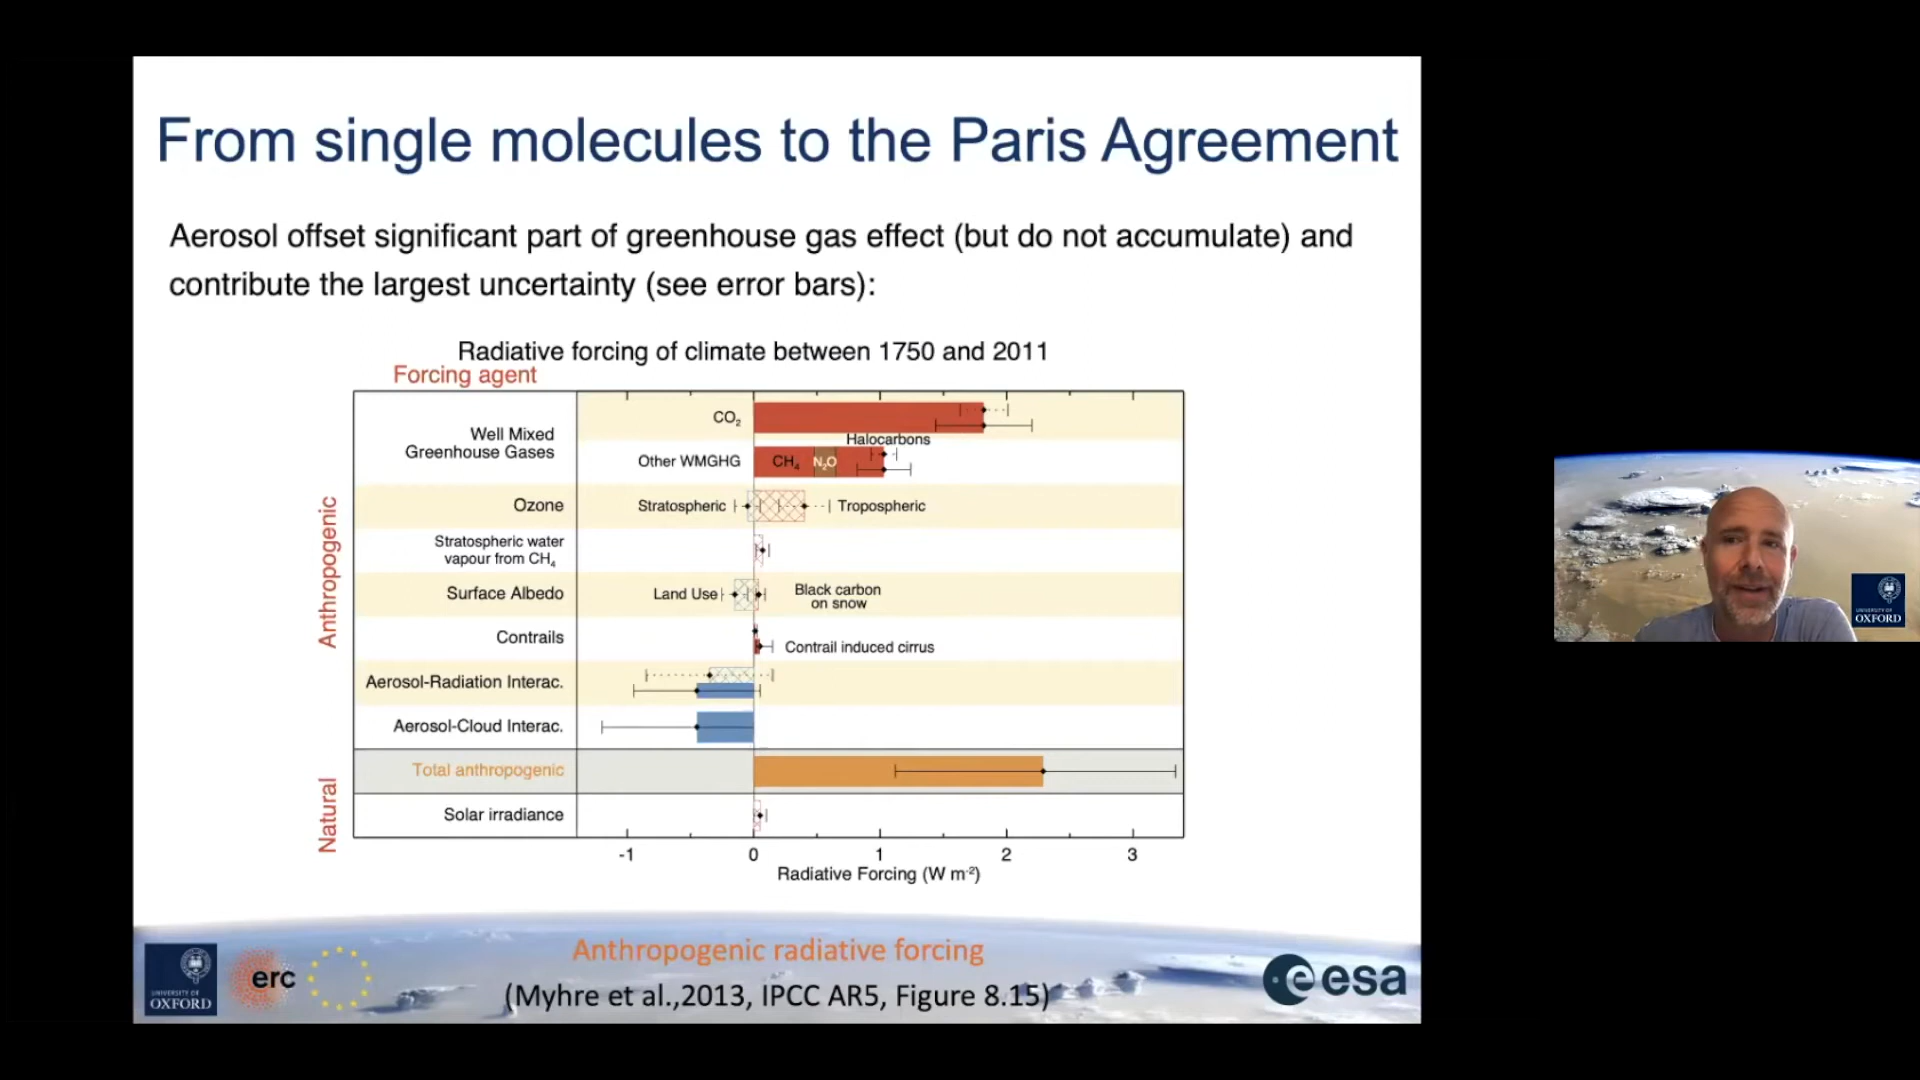 From single molecules to the Paris Agreement
Aerosol offset significant part of greenhouse gas effect (but do not accumulate) and
contribute the largest uncertainty (see error bars):
Radiative forcing of climate between 1750 and 2011
Forcing agent
Anthropogenic
Natural
Well Mixed
Greenhouse Gases
CO₂
Halocarbons
Other WMGHG
CH₄
N₂O
Ozone
Stratospheric
Tropospheric
Stratospheric water
vapour from CH₄
Surface Albedo
Land Use
Black carbon
on snow
Contrails
Contrail induced cirrus
Aerosol-Radiation Interac.
Aerosol-Cloud Interac.
Total anthropogenic
Solar irradiance
-1 0 1 2 3
Radiative Forcing (W m⁻²)
Anthropogenic radiative forcing
(Myhre et al.,2013, IPCC AR5, Figure 8.15)
UNIVERSITY OF
OXFORD
erc
esa
UNIVERSITY OF
OXFORD